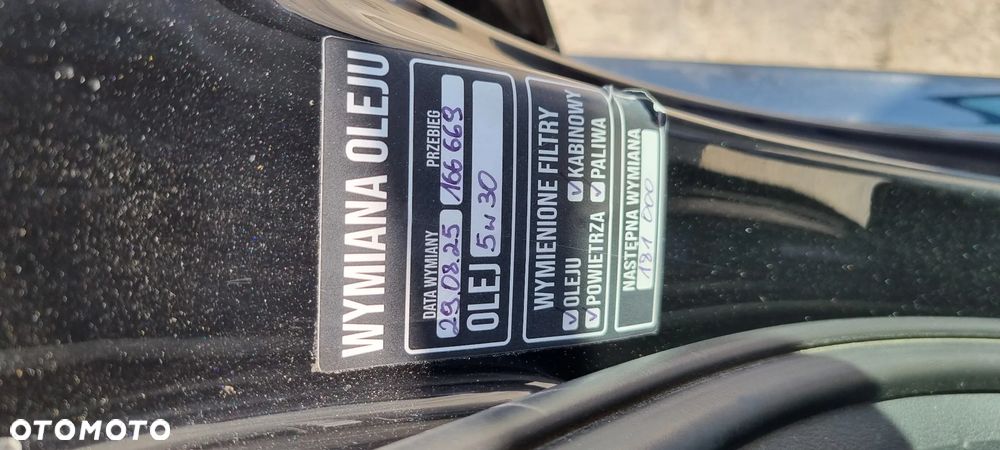 WYMIANA OLEJU
DATA WYMIANY PRZEBIEG
29.08.25 166 669
OLEJ 5W30
WYMIENIONE FILTRY
OLEJU KABINOWY
POWIETRZA PALIWA
NASTĘPNA WYMIANA
181 000
OTOMOTO